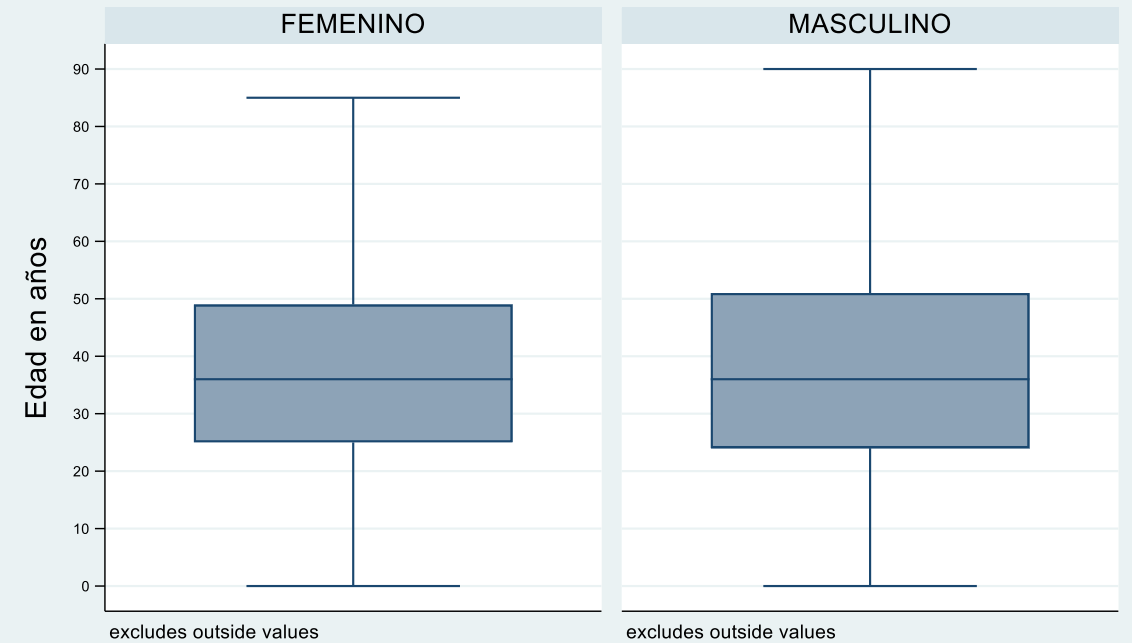 FEMENINO
MASCULINO
Edad en años
90
80
70
60
50
40
30
20
10
0
excludes outside values
excludes outside values